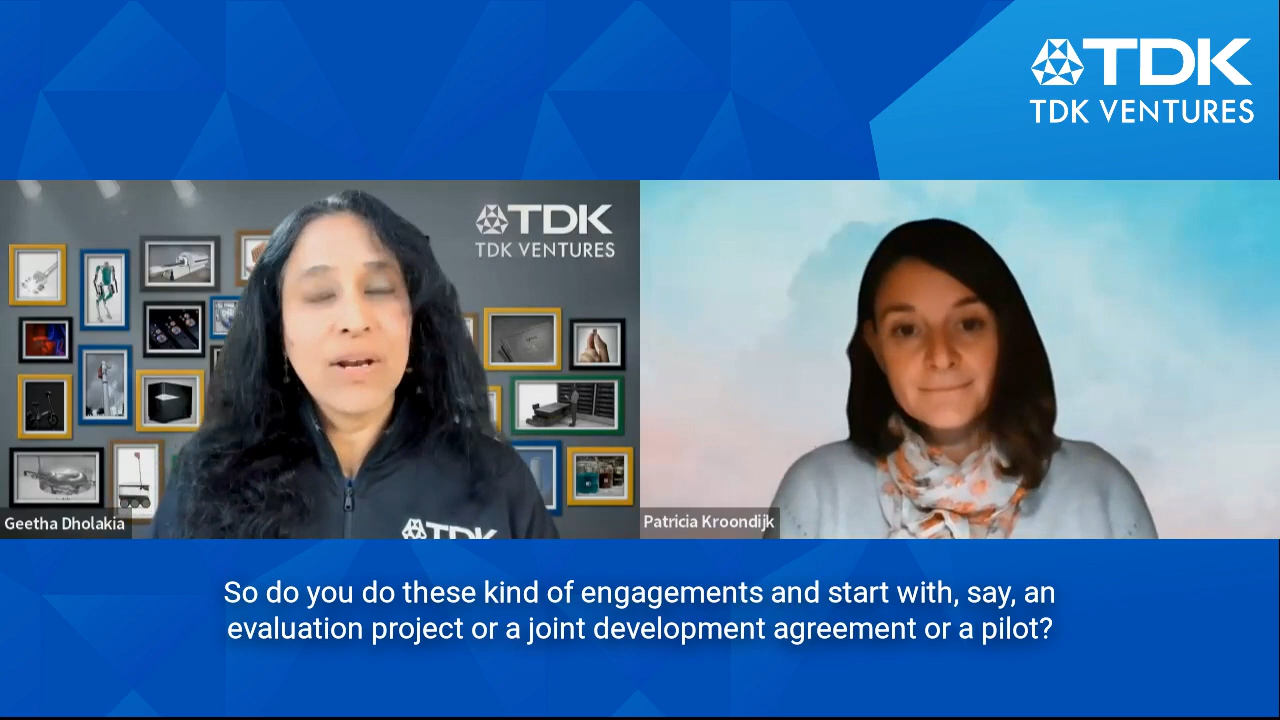 TDK
TDK VENTURES
TDK
TDK VENTURES
TDK
Geetha Dholakia
Patricia Kroondijk
So do you do these kind of engagements and start with, say, an
evaluation project or a joint development agreement or a pilot?